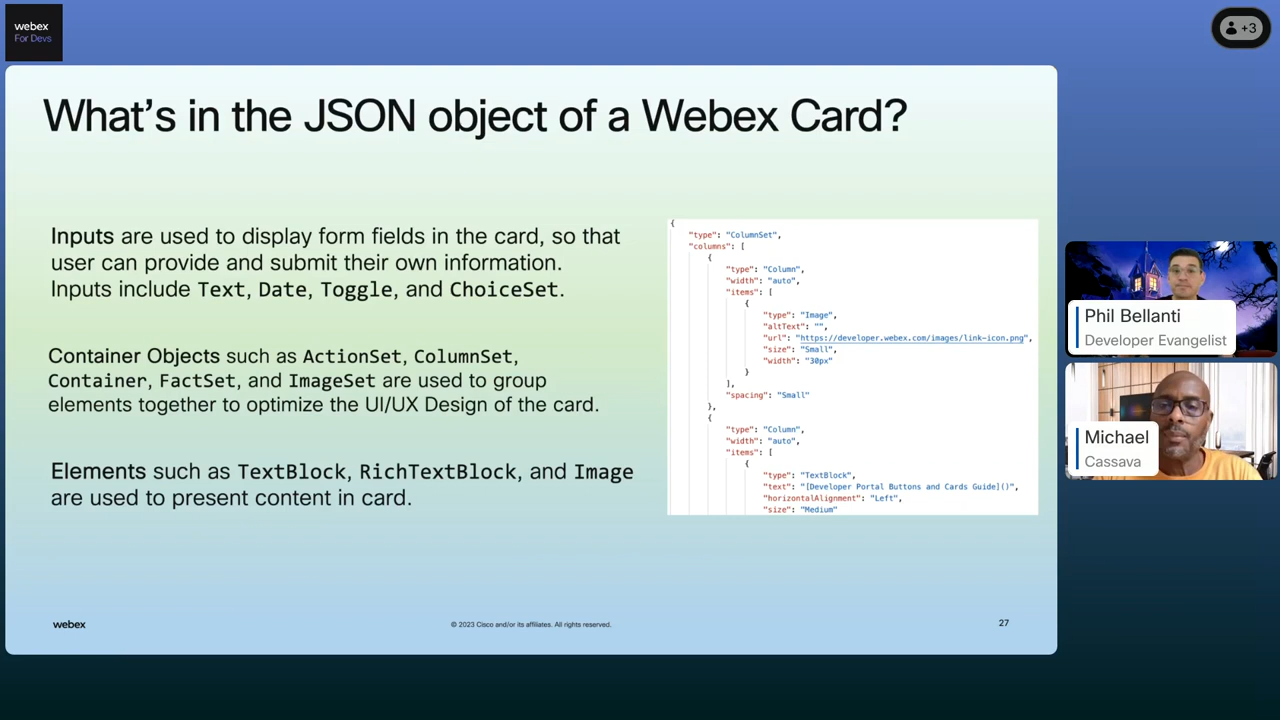 webex
For Devs
+3
What's in the JSON object of a Webex Card?
Inputs are used to display form fields in the card, so that
user can provide and submit their own information.
Inputs include Text, Date, Toggle, and ChoiceSet.
Container Objects such as ActionSet, ColumnSet,
Container, FactSet, and ImageSet are used to group
elements together to optimize the UI/UX Design of the card.
Elements such as TextBlock, RichTextBlock, and Image
are used to present content in card.
{
"type": "ColumnSet",
"columns": [
{
"type": "Column",
"width": "auto",
"items": [
{
"type": "Image",
"altText": "",
"url": "https://developer.webex.com/images/link-icon.png",
"size": "Small",
"width": "30px"
}
],
"spacing": "Small"
},
{
"type": "Column",
"width": "auto",
"items": [
{
"type": "TextBlock",
"text": "[Developer Portal Buttons and Cards Guide]()",
"horizontalAlignment": "Left",
"size": "Medium"
Phil Bellanti
Developer Evangelist
Michael
Cassava
webex
© 2023 Cisco and/or its affiliates. All rights reserved.
27